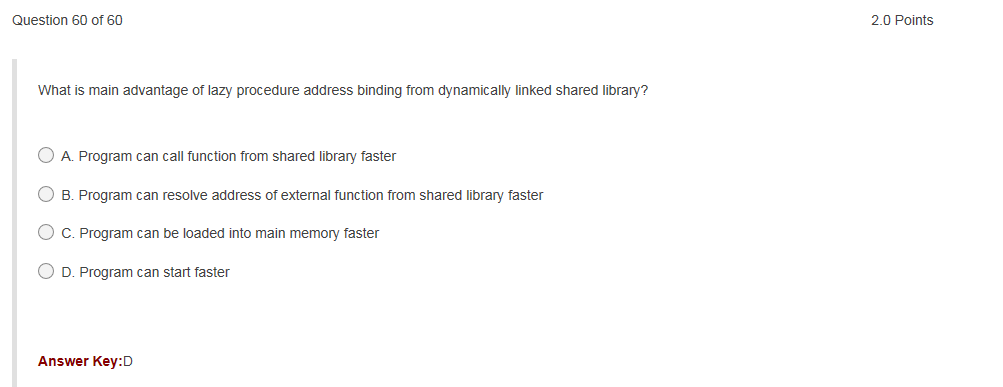 Question 60 of 60 2.0 Points
What is main advantage of lazy procedure address binding from dynamically linked shared library?
A. Program can call function from shared library faster
B. Program can resolve address of external function from shared library faster
C. Program can be loaded into main memory faster
D. Program can start faster
Answer Key:D